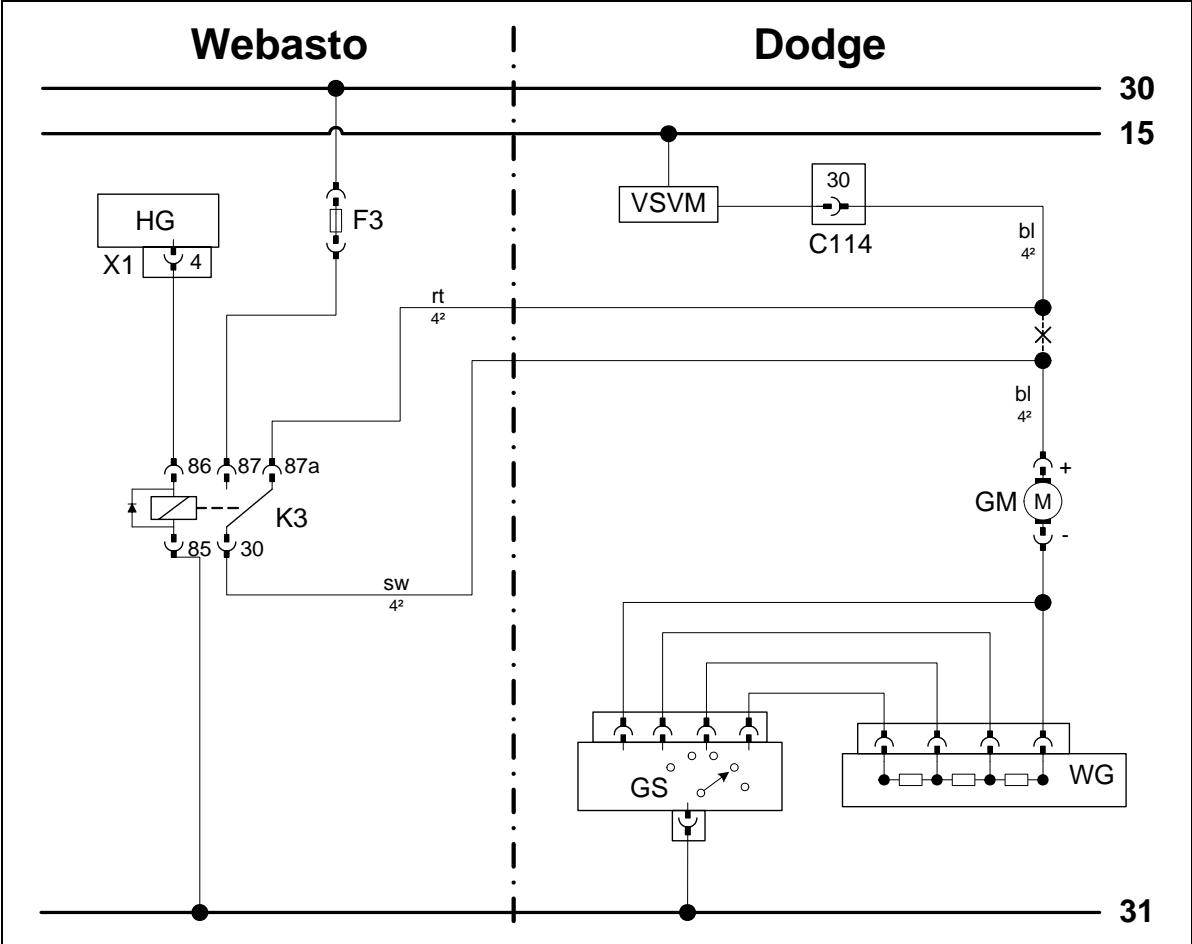 Webasto Dodge
30
15
30
VSVM
HG
F3
C114
X1 4
bl
4²
rt
4²
bl
4²
86 87 87a
+
GM M
K3
-
85 30
sw
4²
GS
WG
31